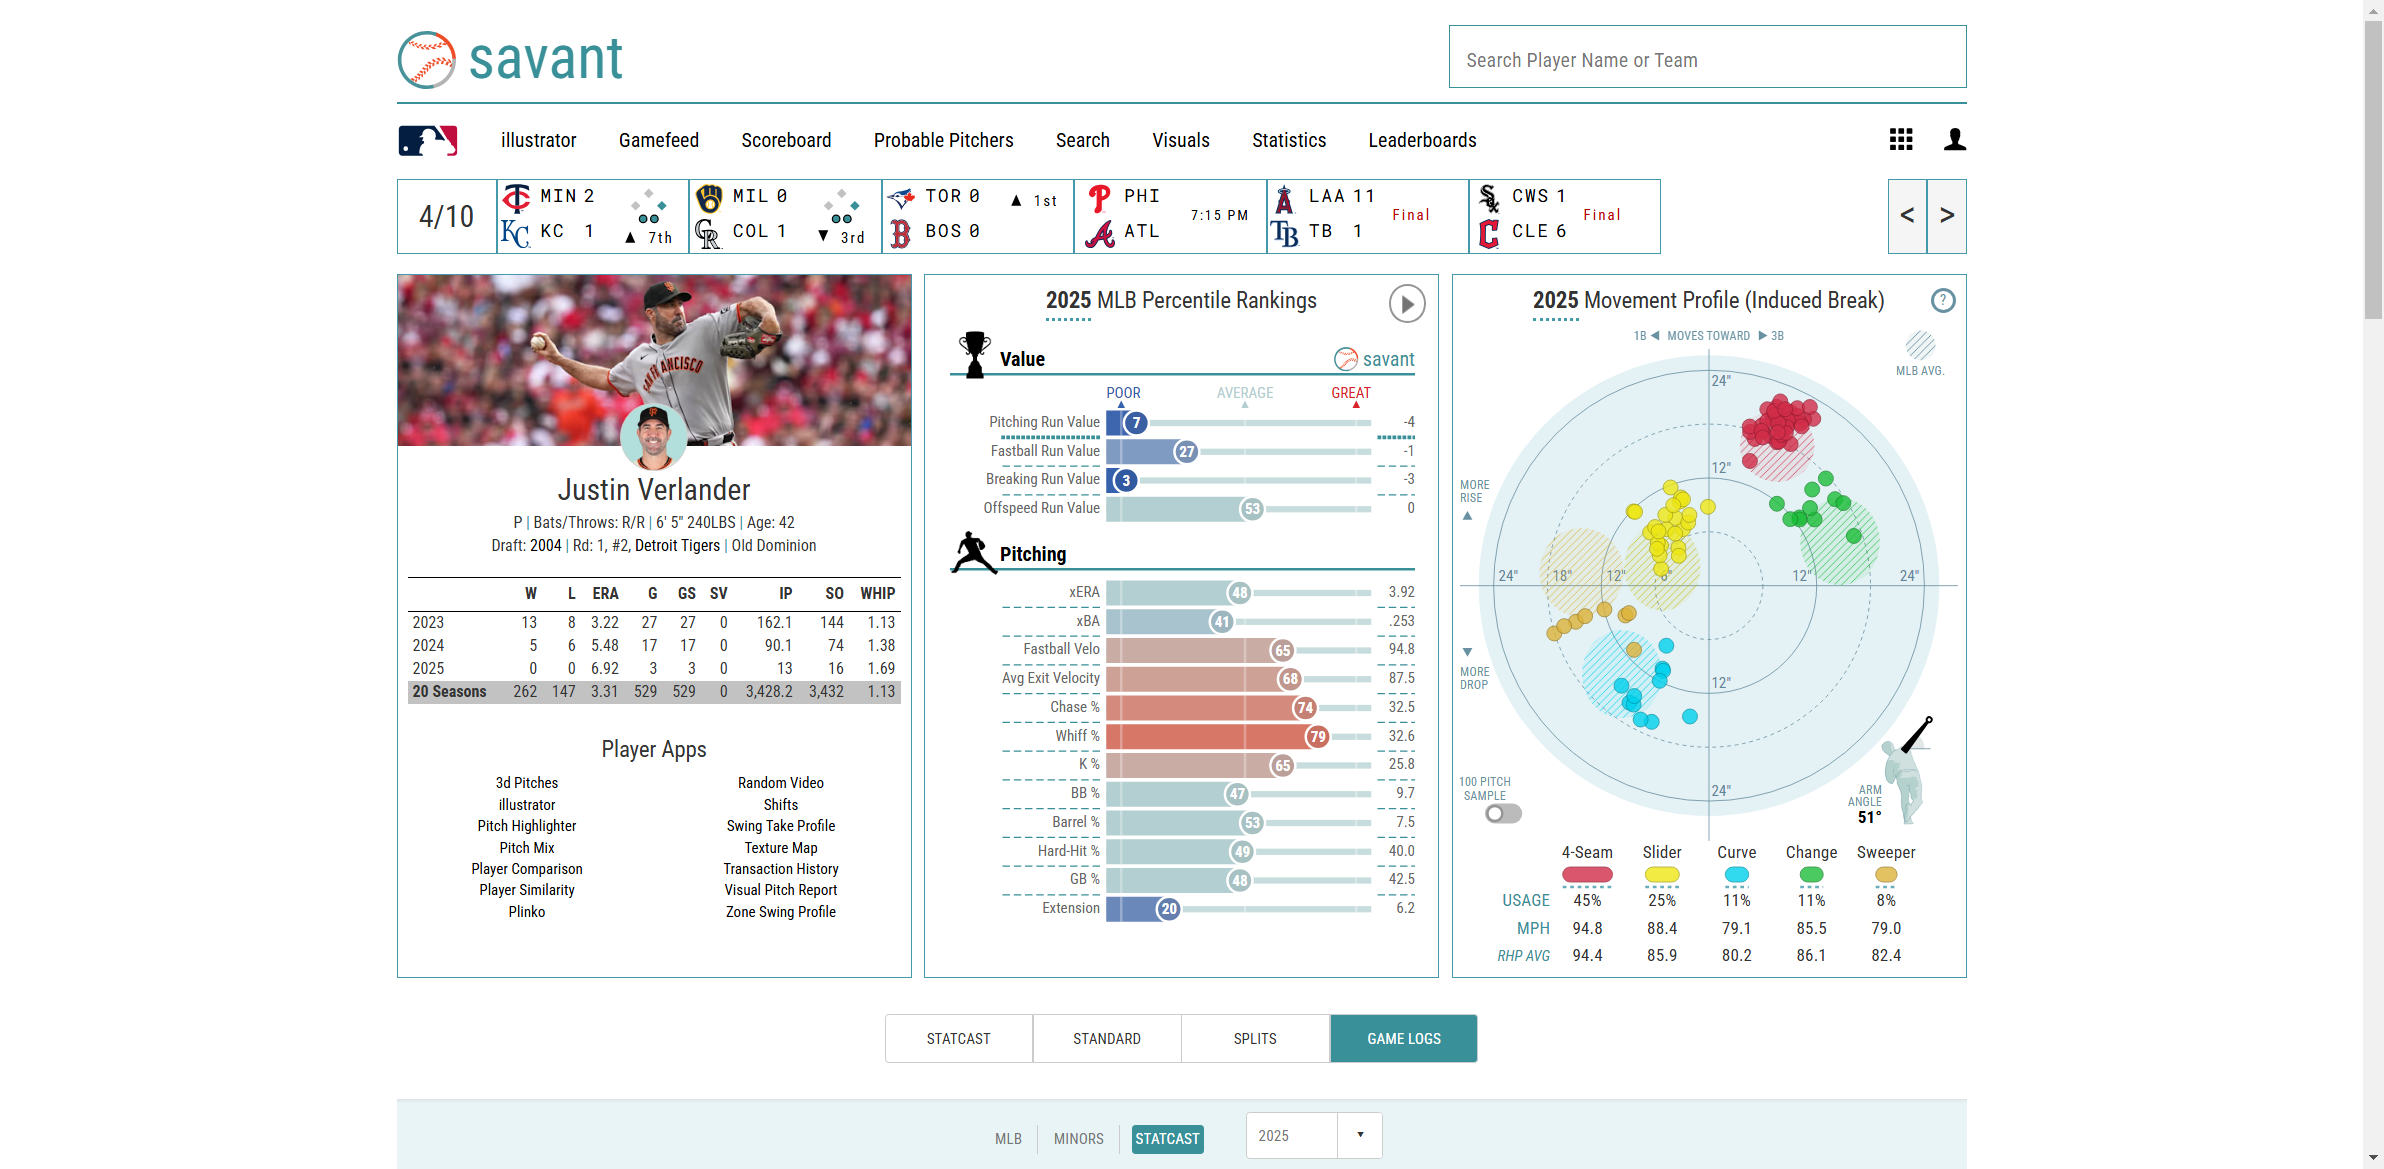 savant
Search Player Name or Team
illustrator Gamefeed Scoreboard Probable Pitchers Search Visuals Statistics Leaderboards
4/10
MIN 2
KC 1
▲ 7th
MIL 0
COL 1
▼ 3rd
TOR 0
BOS 0
▲ 1st
PHI
ATL
7:15 PM
LAA 11
TB 1
Final
CWS 1
CLE 6
Final
< >
SAN FRANCISCO
Justin Verlander
P | Bats/Throws: R/R | 6' 5" 240LBS | Age: 42
Draft: 2004 | Rd: 1, #2, Detroit Tigers | Old Dominion
W L ERA G GS SV IP SO WHIP
2023 13 8 3.22 27 27 0 162.1 144 1.13
2024 5 6 5.48 17 17 0 90.1 74 1.38
2025 0 0 6.92 3 3 0 13 16 1.69
20 Seasons 262 147 3.31 529 529 0 3,428.2 3,432 1.13
Player Apps
3d Pitches Random Video
illustrator Shifts
Pitch Highlighter Swing Take Profile
Pitch Mix Texture Map
Player Comparison Transaction History
Player Similarity Visual Pitch Report
Plinko Zone Swing Profile
2025 MLB Percentile Rankings
Value savant
POOR AVERAGE GREAT
Pitching Run Value 7 -4
Fastball Run Value 27 -1
Breaking Run Value 3 -3
Offspeed Run Value 53 0
Pitching
xERA 48 3.92
xBA 41 .253
Fastball Velo 65 94.8
Avg Exit Velocity 68 87.5
Chase % 74 32.5
Whiff % 79 32.6
K % 65 25.8
BB % 47 9.7
Barrel % 53 7.5
Hard-Hit % 49 40.0
GB % 48 42.5
Extension 20 6.2
2025 Movement Profile (Induced Break) ?
1B ◀ MOVES TOWARD ▶ 3B
MLB AVG.
24"
12"
MORE
RISE
▲
24" 18" 12" 6" 12" 24"
▼
MORE
DROP
12"
24"
100 PITCH
SAMPLE
ARM
ANGLE
51°
4-Seam Slider Curve Change Sweeper
USAGE 45% 25% 11% 11% 8%
MPH 94.8 88.4 79.1 85.5 79.0
RHP AVG 94.4 85.9 80.2 86.1 82.4
STATCAST STANDARD SPLITS GAME LOGS
MLB MINORS STATCAST 2025 ▼